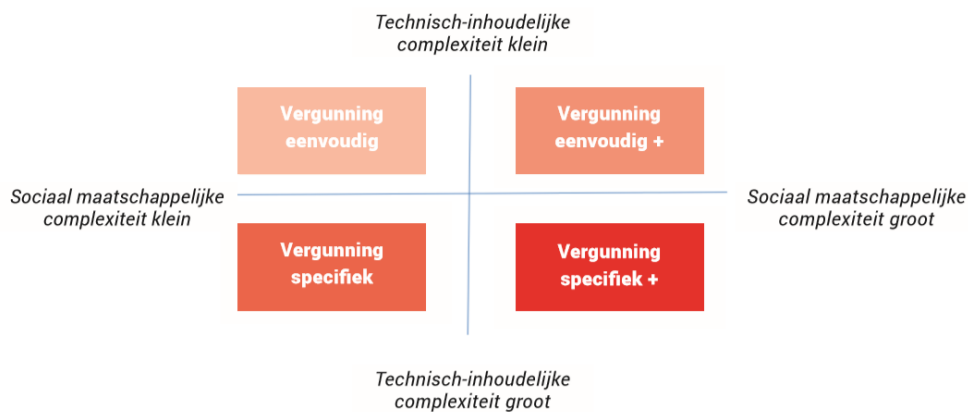 Technisch-inhoudelijke
complexiteit klein
Vergunning
eenvoudig
Vergunning
eenvoudig +
Sociaal maatschappelijke
complexiteit klein
Sociaal maatschappelijke
complexiteit groot
Vergunning
specifiek
Vergunning
specifiek +
Technisch-inhoudelijke
complexiteit groot